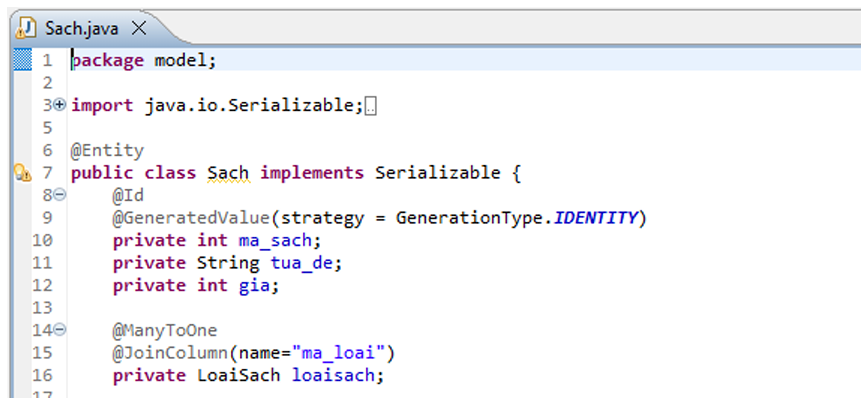 Sach.java
1 package model;
2
3 import java.io.Serializable;
5
6 @Entity
7 public class Sach implements Serializable {
8 @Id
9 @GeneratedValue(strategy = GenerationType.IDENTITY)
10 private int ma_sach;
11 private String tua_de;
12 private int gia;
13
14 @ManyToOne
15 @JoinColumn(name="ma_loai")
16 private LoaiSach loaisach;
17